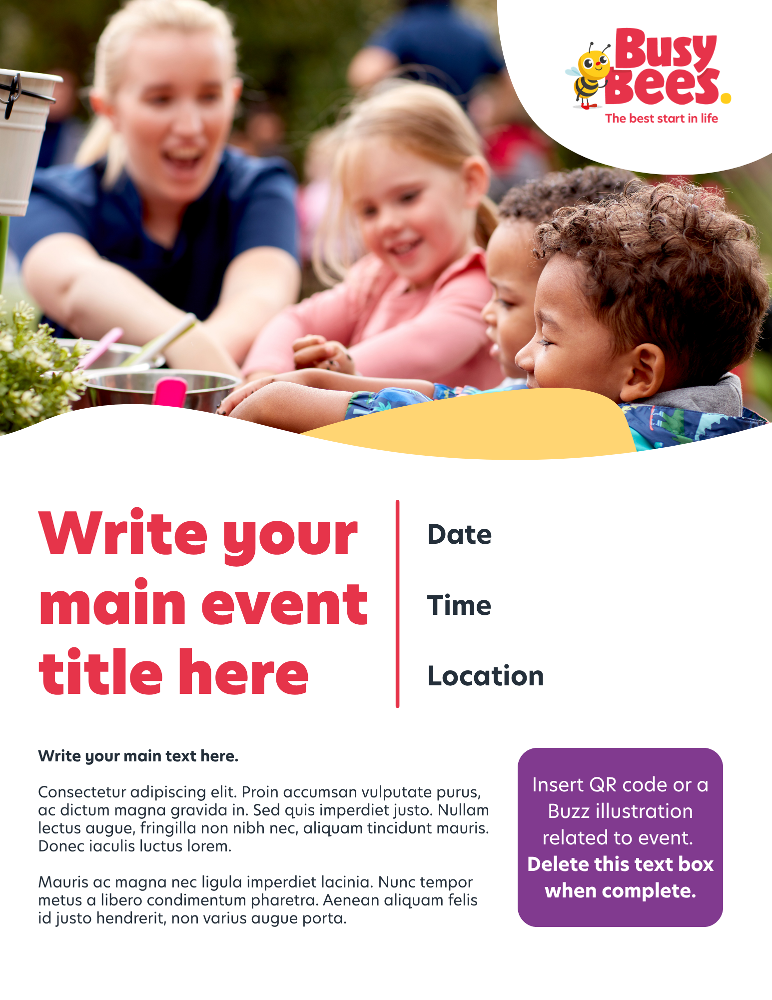 Busy
Bees.
The best start in life
Write your
main event
title here
Date
Time
Location
Write your main text here.
Consectetur adipiscing elit. Proin accumsan vulputate purus,
ac dictum magna gravida in. Sed quis imperdiet justo. Nullam
lectus augue, fringilla non nibh nec, aliquam tincidunt mauris.
Donec iaculis luctus lorem.
Mauris ac magna nec ligula imperdiet lacinia. Nunc tempor
metus a libero condimentum pharetra. Aenean aliquam felis
id justo hendrerit, non varius augue porta.
Insert QR code or a
Buzz illustration
related to event.
Delete this text box
when complete.